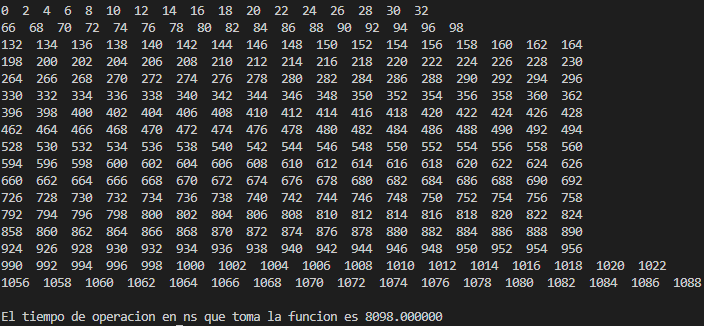 0 2 4 6 8 10 12 14 16 18 20 22 24 26 28 30 32
66 68 70 72 74 76 78 80 82 84 86 88 90 92 94 96 98
132 134 136 138 140 142 144 146 148 150 152 154 156 158 160 162 164
198 200 202 204 206 208 210 212 214 216 218 220 222 224 226 228 230
264 266 268 270 272 274 276 278 280 282 284 286 288 290 292 294 296
330 332 334 336 338 340 342 344 346 348 350 352 354 356 358 360 362
396 398 400 402 404 406 408 410 412 414 416 418 420 422 424 426 428
462 464 466 468 470 472 474 476 478 480 482 484 486 488 490 492 494
528 530 532 534 536 538 540 542 544 546 548 550 552 554 556 558 560
594 596 598 600 602 604 606 608 610 612 614 616 618 620 622 624 626
660 662 664 666 668 670 672 674 676 678 680 682 684 686 688 690 692
726 728 730 732 734 736 738 740 742 744 746 748 750 752 754 756 758
792 794 796 798 800 802 804 806 808 810 812 814 816 818 820 822 824
858 860 862 864 866 868 870 872 874 876 878 880 882 884 886 888 890
924 926 928 930 932 934 936 938 940 942 944 946 948 950 952 954 956
990 992 994 996 998 1000 1002 1004 1006 1008 1010 1012 1014 1016 1018 1020 1022
1056 1058 1060 1062 1064 1066 1068 1070 1072 1074 1076 1078 1080 1082 1084 1086 1088
El tiempo de operacion en ns que toma la funcion es 8098.000000